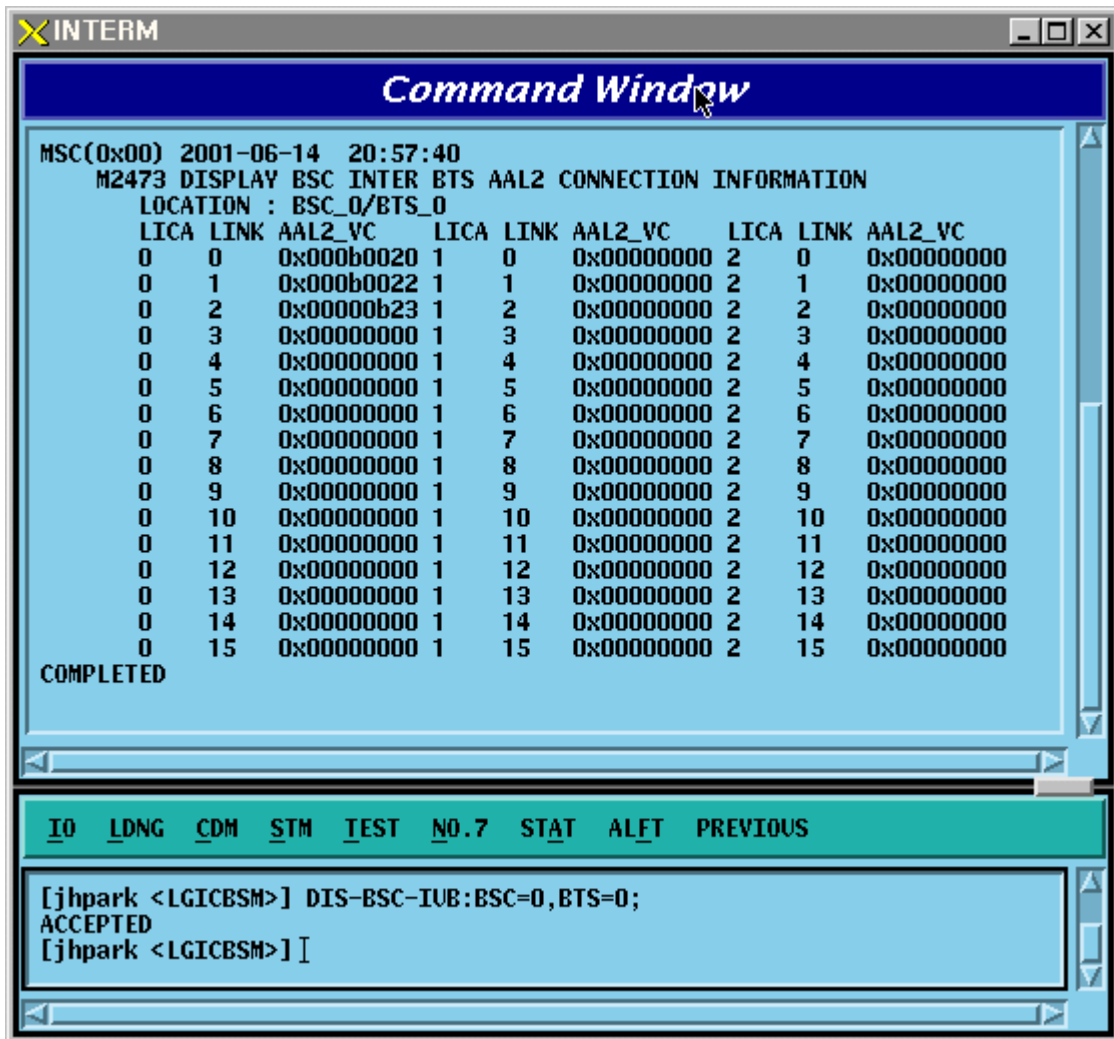 INTERM
Command Window
MSC(0x00) 2001-06-14 20:57:40
M2473 DISPLAY BSC INTER BTS AAL2 CONNECTION INFORMATION
LOCATION : BSC_0/BTS_0
LICA LINK AAL2_VC LICA LINK AAL2_VC LICA LINK AAL2_VC
0 0 0x000b0020 1 0 0x00000000 2 0 0x00000000
0 1 0x000b0022 1 1 0x00000000 2 1 0x00000000
0 2 0x00000b23 1 2 0x00000000 2 2 0x00000000
0 3 0x00000000 1 3 0x00000000 2 3 0x00000000
0 4 0x00000000 1 4 0x00000000 2 4 0x00000000
0 5 0x00000000 1 5 0x00000000 2 5 0x00000000
0 6 0x00000000 1 6 0x00000000 2 6 0x00000000
0 7 0x00000000 1 7 0x00000000 2 7 0x00000000
0 8 0x00000000 1 8 0x00000000 2 8 0x00000000
0 9 0x00000000 1 9 0x00000000 2 9 0x00000000
0 10 0x00000000 1 10 0x00000000 2 10 0x00000000
0 11 0x00000000 1 11 0x00000000 2 11 0x00000000
0 12 0x00000000 1 12 0x00000000 2 12 0x00000000
0 13 0x00000000 1 13 0x00000000 2 13 0x00000000
0 14 0x00000000 1 14 0x00000000 2 14 0x00000000
0 15 0x00000000 1 15 0x00000000 2 15 0x00000000
COMPLETED
IO LDNG CDM STM TEST NO.7 STAT ALFT PREVIOUS
[jhpark <LGICBSM>] DIS-BSC-IVB:BSC=0,BTS=0;
ACCEPTED
[jhpark <LGICBSM>]